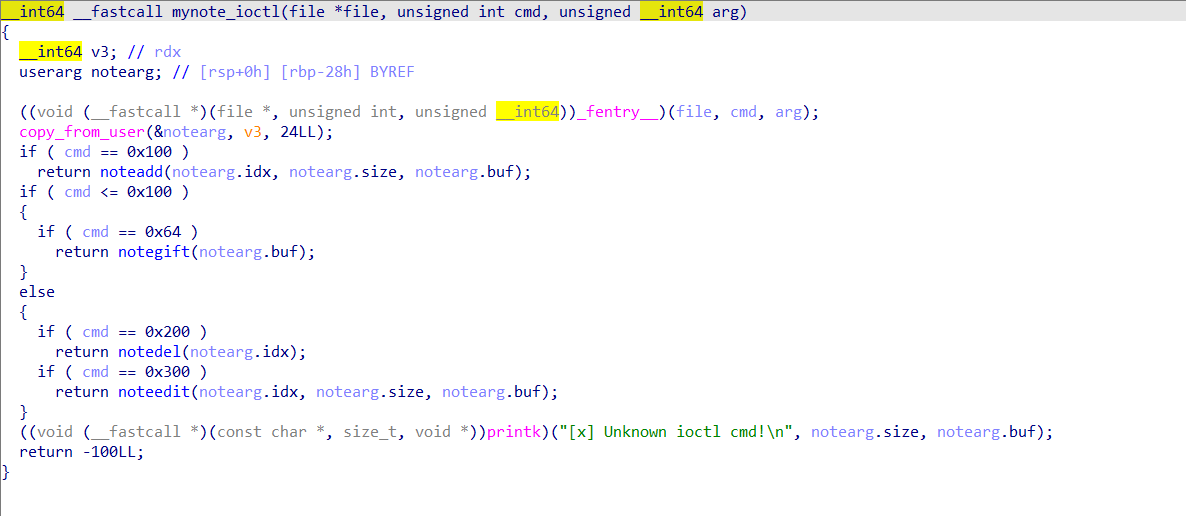 __int64 __fastcall mynote_ioctl(file *file, unsigned int cmd, unsigned __int64 arg)
{
  __int64 v3; // rdx
  userarg notearg; // [rsp+0h] [rbp-28h] BYREF

  ((void (__fastcall *)(file *, unsigned int, unsigned __int64))_fentry__)(file, cmd, arg);
  copy_from_user(&notearg, v3, 24LL);
  if ( cmd == 0x100 )
    return noteadd(notearg.idx, notearg.size, notearg.buf);
  if ( cmd <= 0x100 )
  {
    if ( cmd == 0x64 )
      return notegift(notearg.buf);
  }
  else
  {
    if ( cmd == 0x200 )
      return notedel(notearg.idx);
    if ( cmd == 0x300 )
      return noteedit(notearg.idx, notearg.size, notearg.buf);
  }
  ((void (__fastcall *)(const char *, size_t, void *))printk)("[x] Unknown ioctl cmd!\n", notearg.size, notearg.buf);
  return -100LL;
}